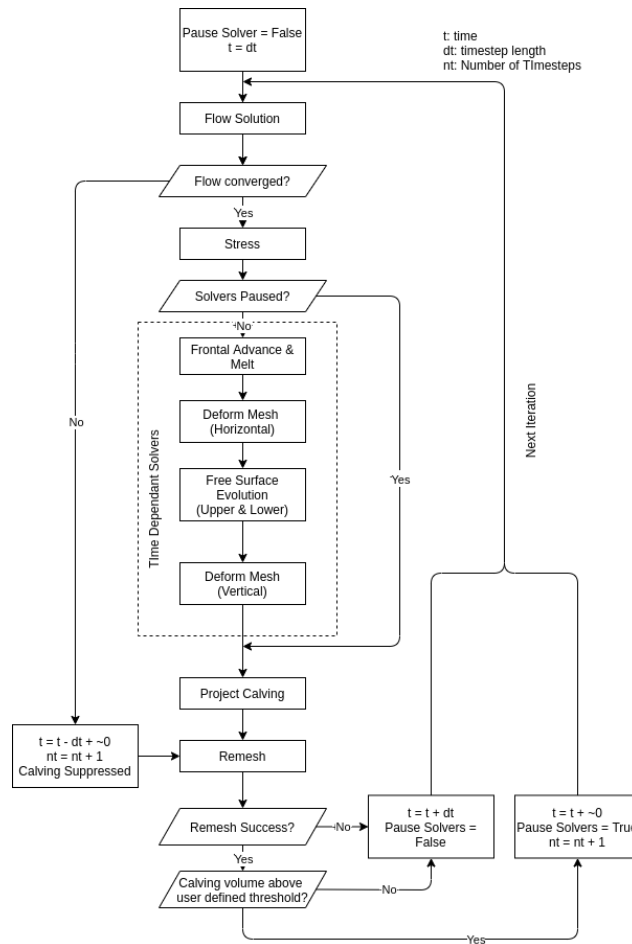 Pause Solver = False
t = dt
t: time
dt: timestep length
nt: Number of TImesteps
Flow Solution
Flow converged?
Yes
Stress
Solvers Paused?
No
Frontal Advance &
Melt
Deform Mesh
(Horizontal)
Free Surface
Evolution
(Upper & Lower)
Deform Mesh
(Vertical)
TIme Dependant Solvers
No
Yes
Next Iteration
Project Calving
t = t - dt + ~0
nt = nt + 1
Calving Suppressed
Remesh
Remesh Success?
No
t = t + dt
Pause Solvers =
False
t = t + ~0
Pause Solvers = True
nt = nt + 1
Yes
Calving volume above
user defined threshold?
No
Yes